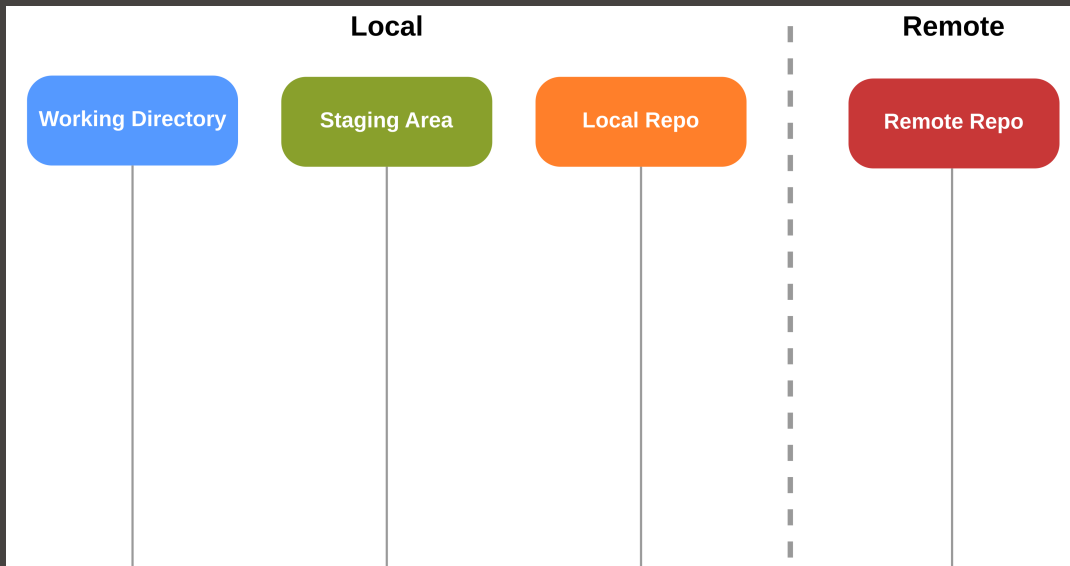 Local
Remote
Working Directory
Staging Area
Local Repo
Remote Repo